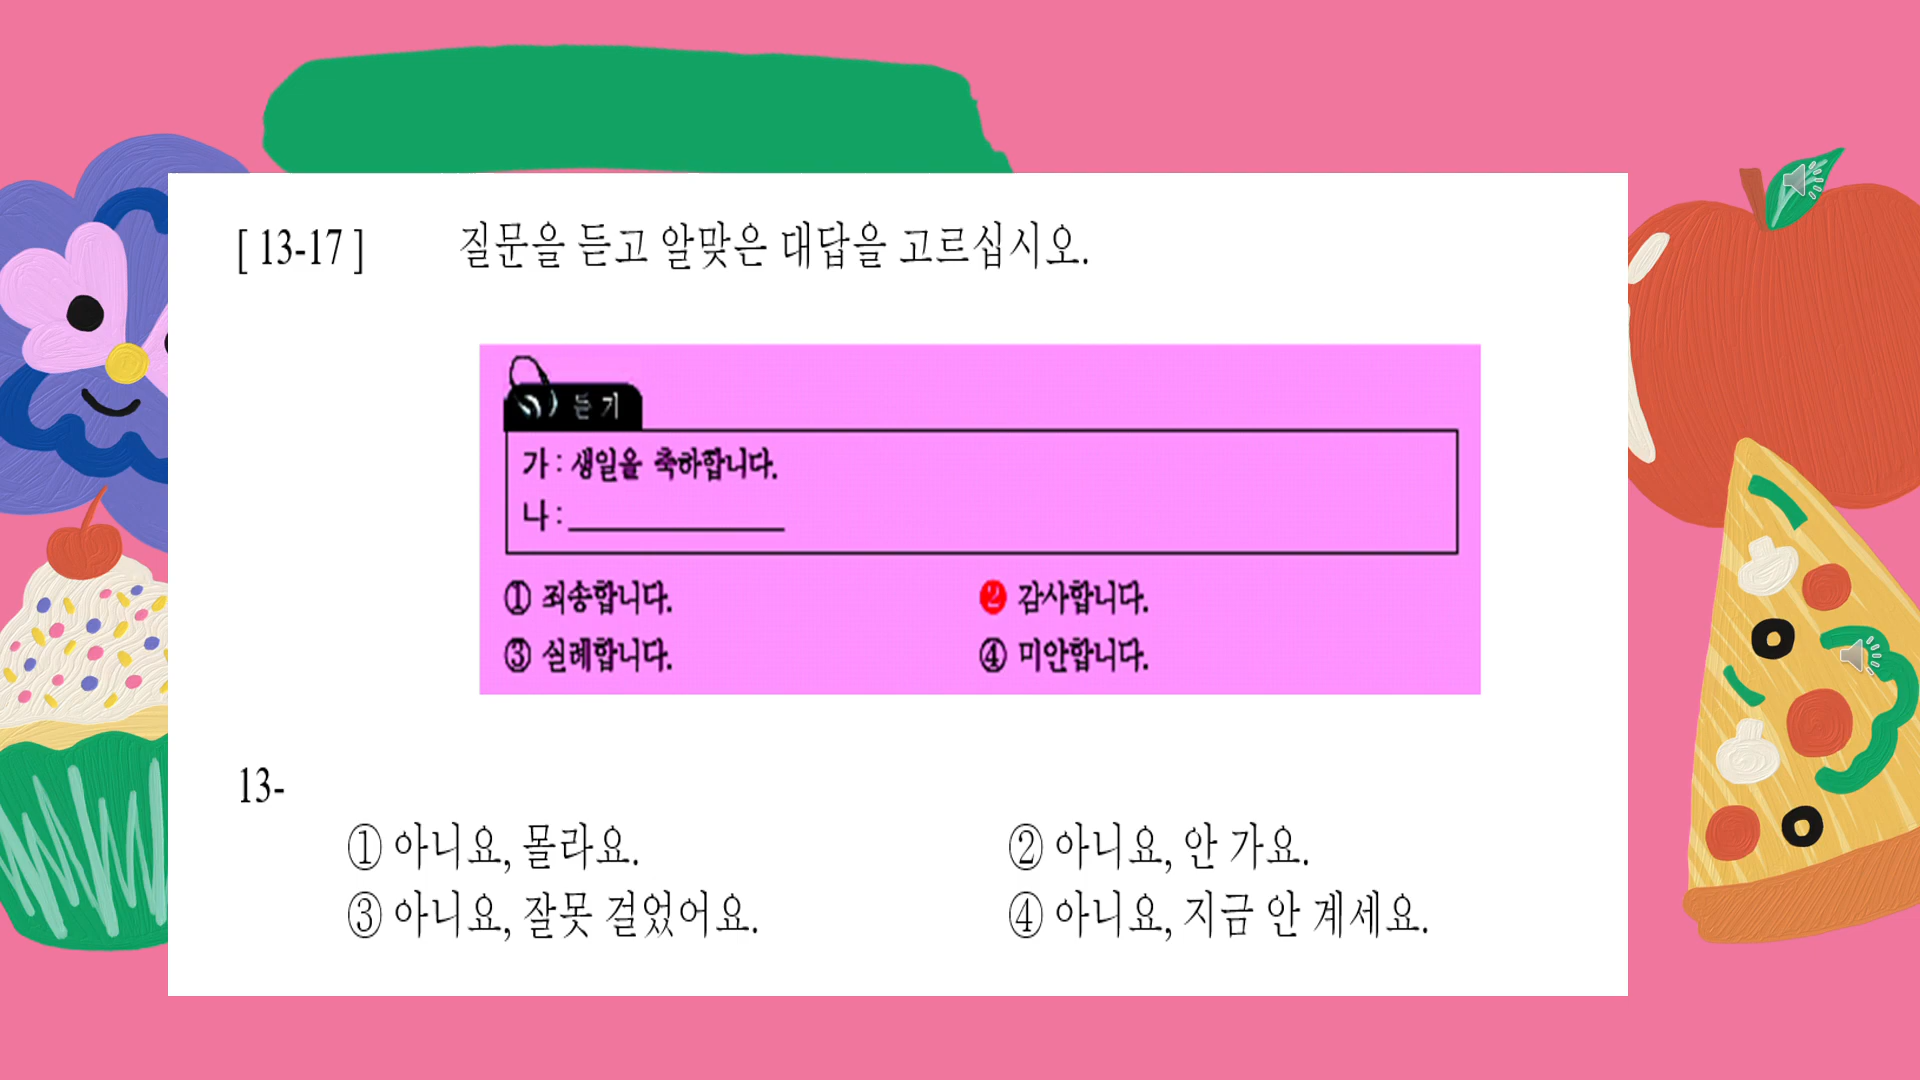 [ 13-17 ] 질문을 듣고 알맞은 대답을 고르십시오.
듣기
가 : 생일을 축하합니다.
나 : ____________
① 죄송합니다. ② 감사합니다.
③ 실례합니다. ④ 미안합니다.
13-
① 아니요, 몰라요. ② 아니요, 안 가요.
③ 아니요, 잘못 걸었어요. ④ 아니요, 지금 안 계세요.